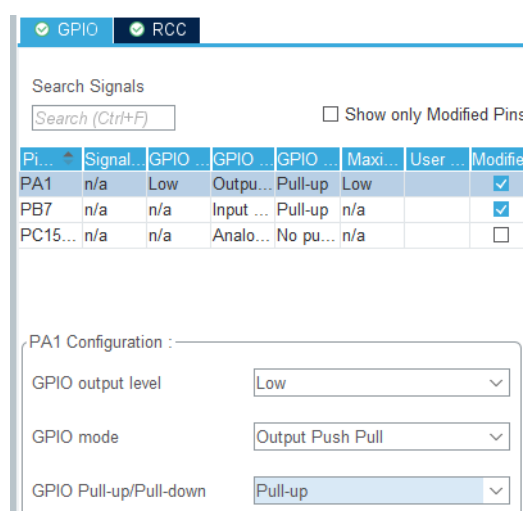 GPIO RCC
Search Signals
Search (Ctrl+F) Show only Modified Pins
Pi... Signal... GPIO ... GPIO ... GPIO ... Maxi... User ... Modifie
PA1 n/a Low Outpu... Pull-up Low
PB7 n/a n/a Input ... Pull-up n/a
PC15... n/a n/a Analo... No pu... n/a
PA1 Configuration :
GPIO output level Low
GPIO mode Output Push Pull
GPIO Pull-up/Pull-down Pull-up